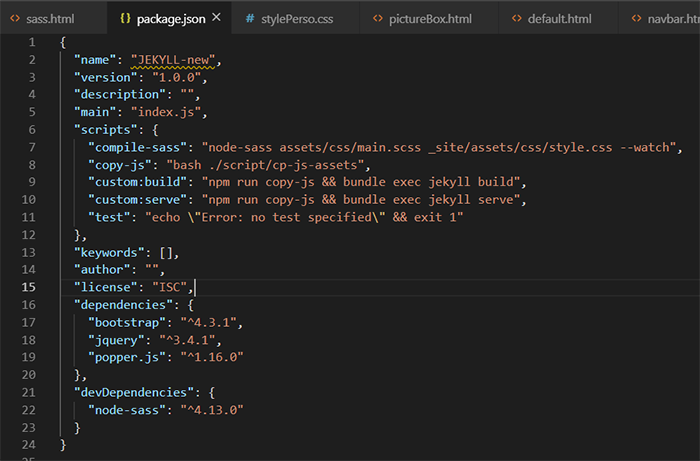 sass.html
{} package.json ×
# stylePerso.css
<> pictureBox.html
<> default.html
<> navbar.ht
1 {
2 "name": "JEKYLL-new",
3 "version": "1.0.0",
4 "description": "",
5 "main": "index.js",
6 "scripts": {
7 "compile-sass": "node-sass assets/css/main.scss _site/assets/css/style.css --watch",
8 "copy-js": "bash ./script/cp-js-assets",
9 "custom:build": "npm run copy-js && bundle exec jekyll build",
10 "custom:serve": "npm run copy-js && bundle exec jekyll serve",
11 "test": "echo \"Error: no test specified\" && exit 1"
12 },
13 "keywords": [],
14 "author": "",
15 "license": "ISC",
16 "dependencies": {
17 "bootstrap": "^4.3.1",
18 "jquery": "^3.4.1",
19 "popper.js": "^1.16.0"
20 },
21 "devDependencies": {
22 "node-sass": "^4.13.0"
23 }
24 }